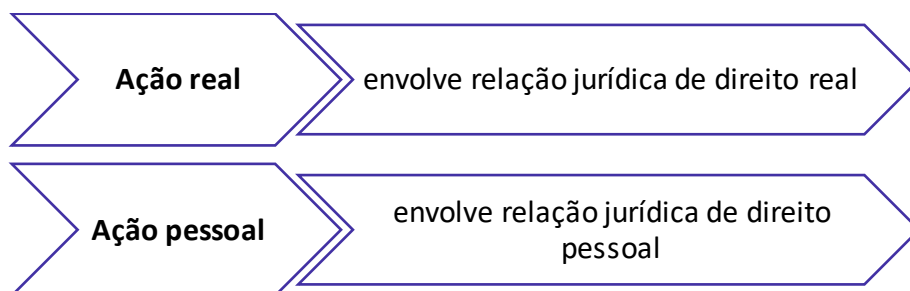 Ação real
envolve relação jurídica de direito real
Ação pessoal
envolve relação jurídica de direito
pessoal